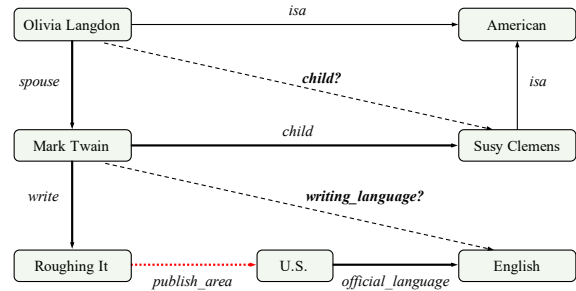 isa
Olivia Langdon
American
spouse
child?
isa
child
Mark Twain
Susy Clemens
write
writing_language?
Roughing It
U.S.
English
publish_area
official_language